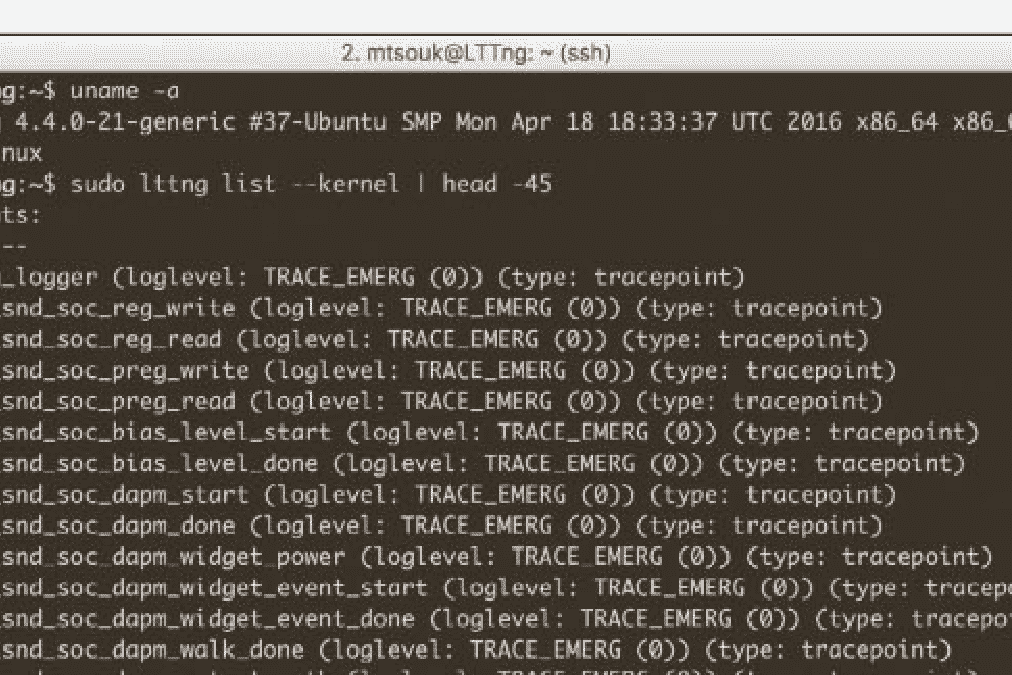 2. mtsouk@LTTng: ~ (ssh)
ng:~$ uname -a
4.4.0-21-generic #37-Ubuntu SMP Mon Apr 18 18:33:37 UTC 2016 x86_64 x86_
nux
ng:~$ sudo lttng list --kernel | head -45
ts:
--
_logger (loglevel: TRACE_EMERG (0)) (type: tracepoint)
snd_soc_reg_write (loglevel: TRACE_EMERG (0)) (type: tracepoint)
snd_soc_reg_read (loglevel: TRACE_EMERG (0)) (type: tracepoint)
snd_soc_preg_write (loglevel: TRACE_EMERG (0)) (type: tracepoint)
snd_soc_preg_read (loglevel: TRACE_EMERG (0)) (type: tracepoint)
snd_soc_bias_level_start (loglevel: TRACE_EMERG (0)) (type: tracepoint)
snd_soc_bias_level_done (loglevel: TRACE_EMERG (0)) (type: tracepoint)
snd_soc_dapm_start (loglevel: TRACE_EMERG (0)) (type: tracepoint)
snd_soc_dapm_done (loglevel: TRACE_EMERG (0)) (type: tracepoint)
snd_soc_dapm_widget_power (loglevel: TRACE_EMERG (0)) (type: tracepoint)
snd_soc_dapm_widget_event_start (loglevel: TRACE_EMERG (0)) (type: tracep
snd_soc_dapm_widget_event_done (loglevel: TRACE_EMERG (0)) (type: tracepo
snd_soc_dapm_walk_done (loglevel: TRACE_EMERG (0)) (type: tracepoint)